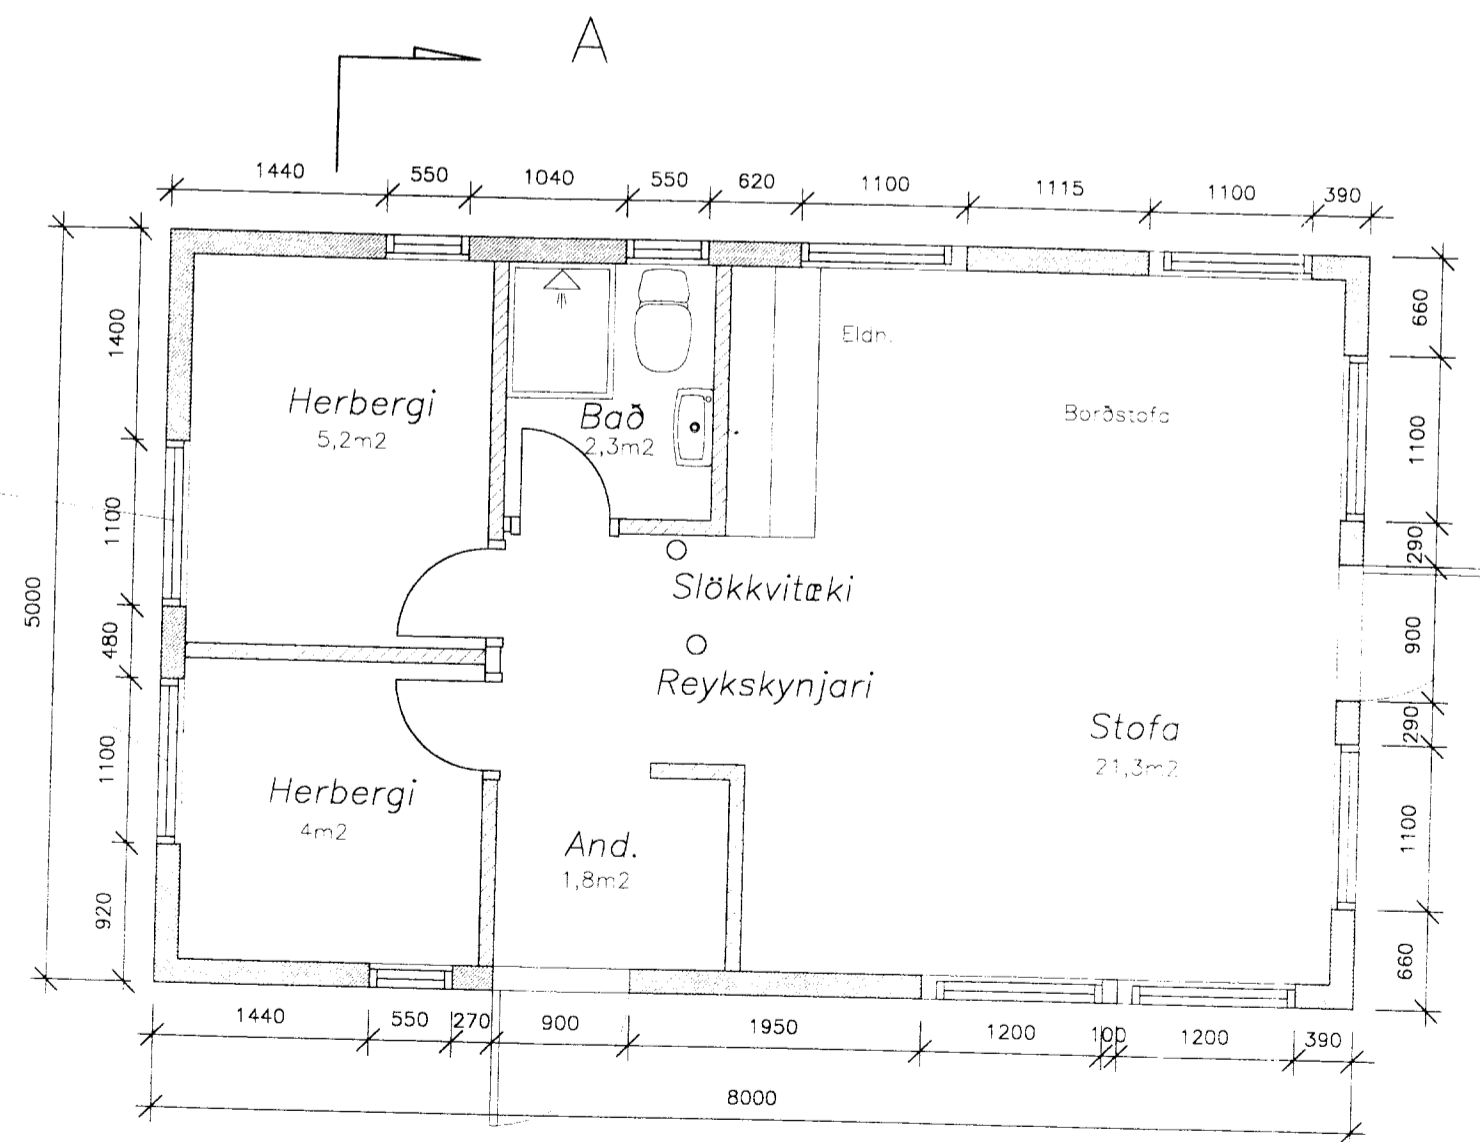 A
1440
550
1040
550
620
1100
1115
1100
390
5000
1400
1100
480
1100
920
660
1100
290
900
290
1100
660
Herbergi
5,2m2
Bað
2,3m2
Eldh.
Borðstofa
Slökkvitæki
Reykskynjari
Stofa
21,3m2
Herbergi
4m2
And.
1,8m2
1440
550
270
900
1950
1200
100
1200
390
8000